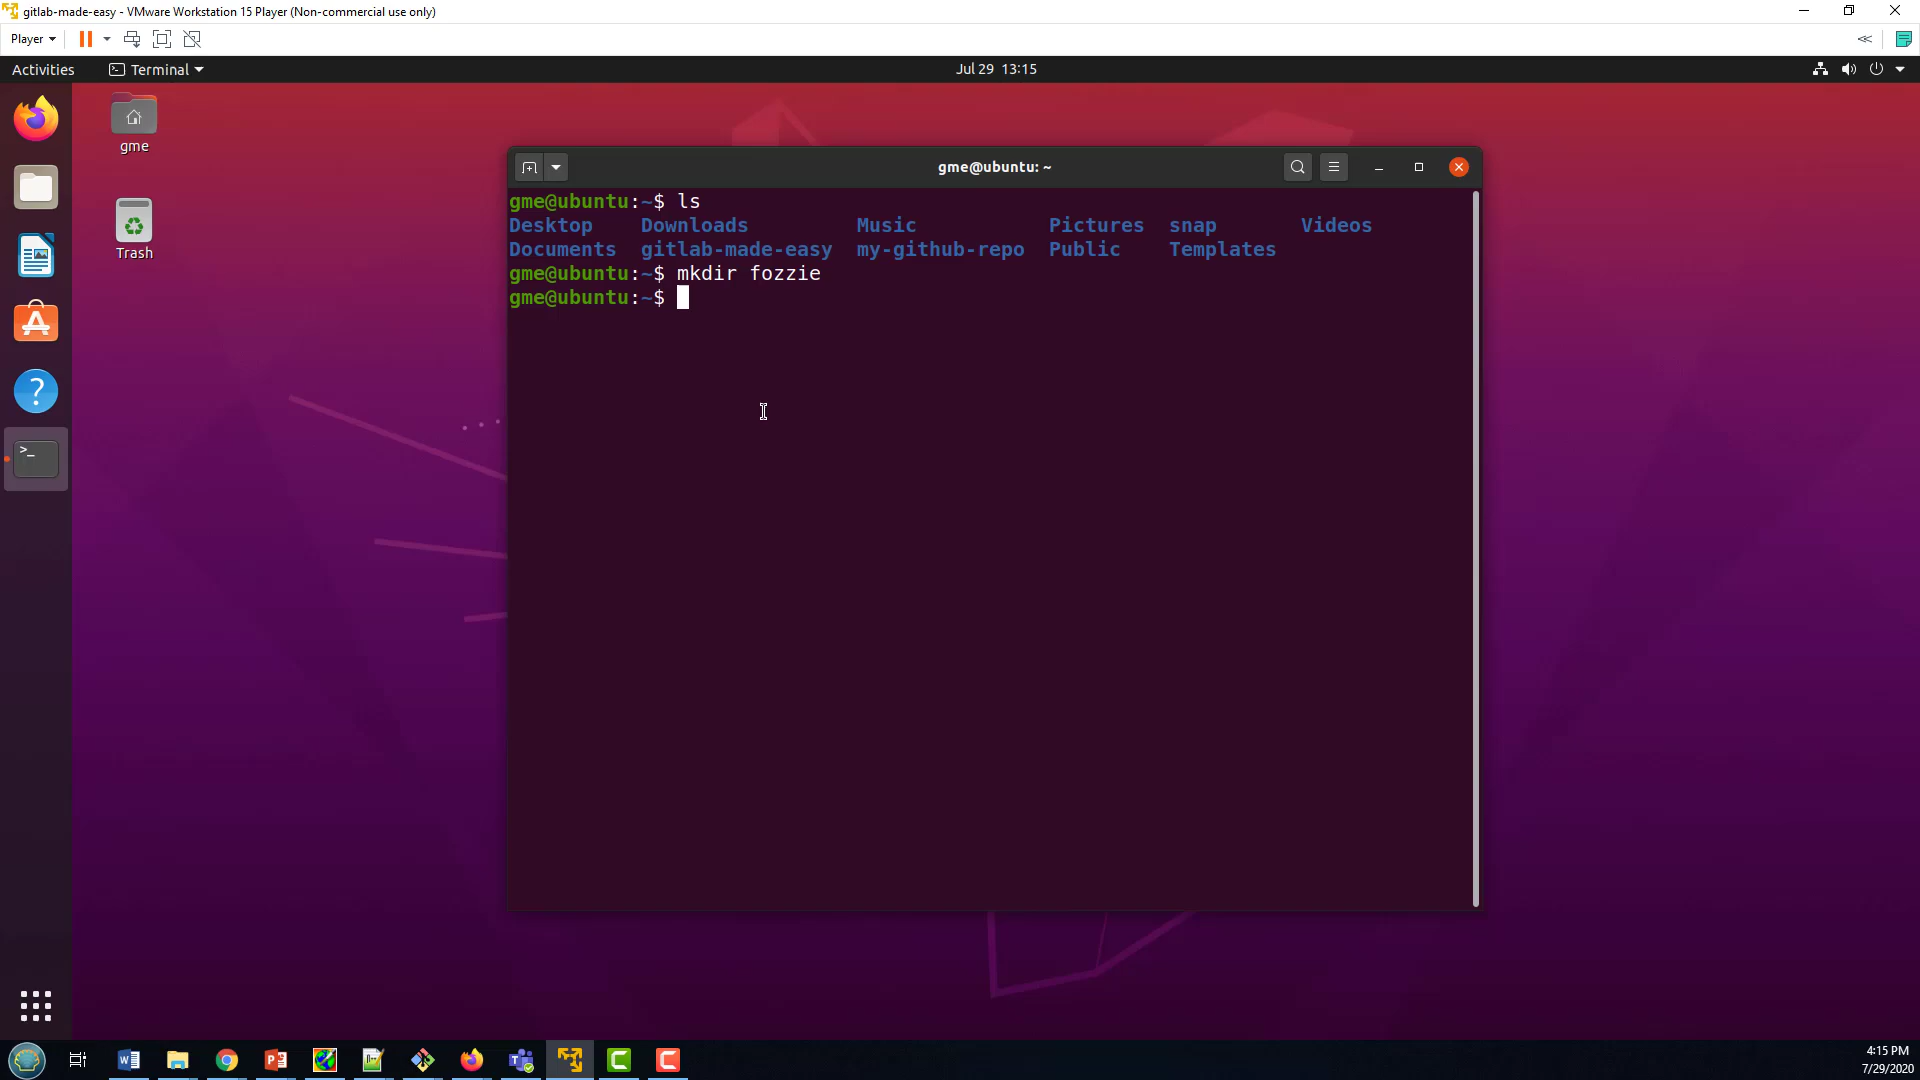 gitlab-made-easy - VMware Workstation 15 Player (Non-commercial use only)
Player
Activities Terminal Jul 29 13:15
gme
Trash
gme@ubuntu: ~
gme@ubuntu:~$ ls
Desktop Downloads Music Pictures snap Videos
Documents gitlab-made-easy my-github-repo Public Templates
gme@ubuntu:~$ mkdir fozzie
gme@ubuntu:~$
4:15 PM
7/29/2020